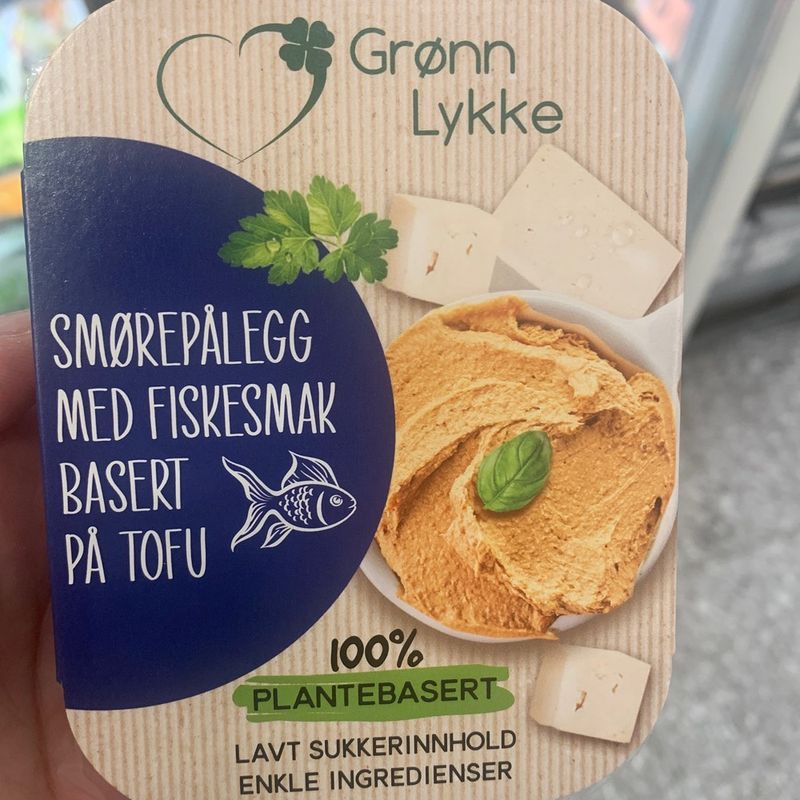 Grønn
Lykke
SMØREPÅLEGG
MED FISKESMAK
BASERT
PÅ TOFU
100%
PLANTEBASERT
LAVT SUKKERINNHOLD
ENKLE INGREDIENSER